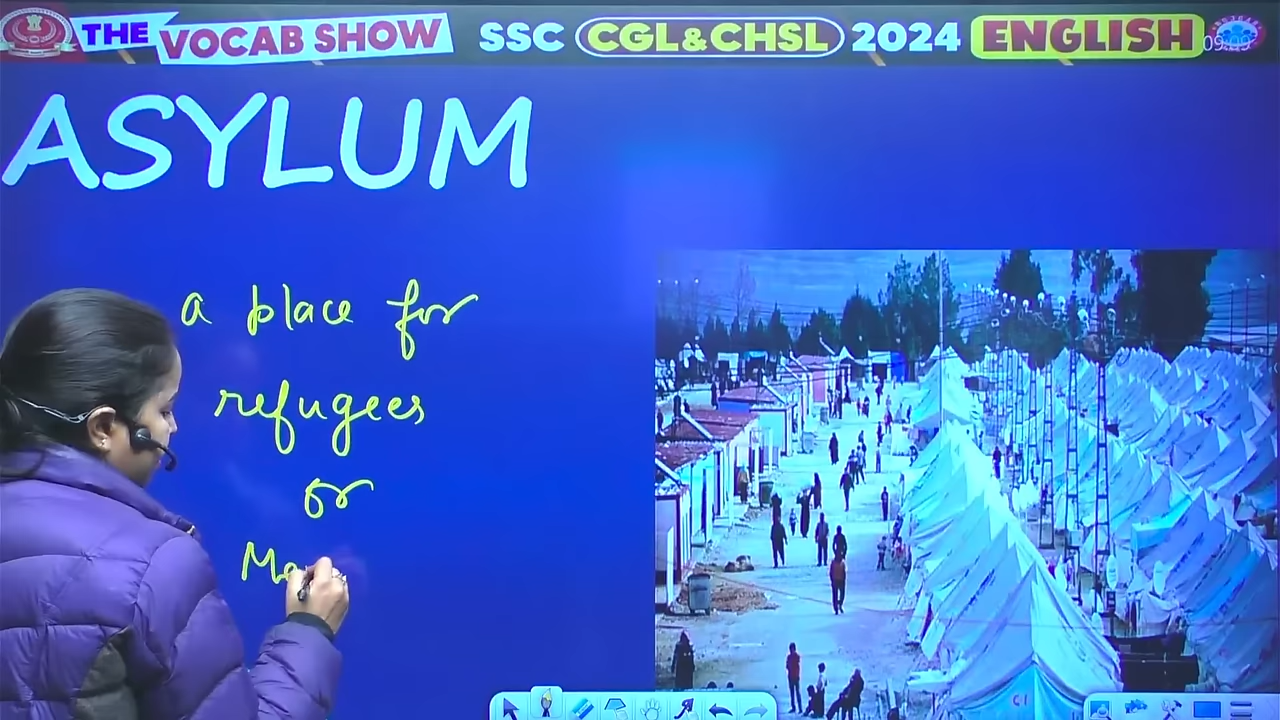 THE VOCAB SHOW SSC CGL&CHSL 2024 ENGLISH
ASYLUM
a place for
refugees
or